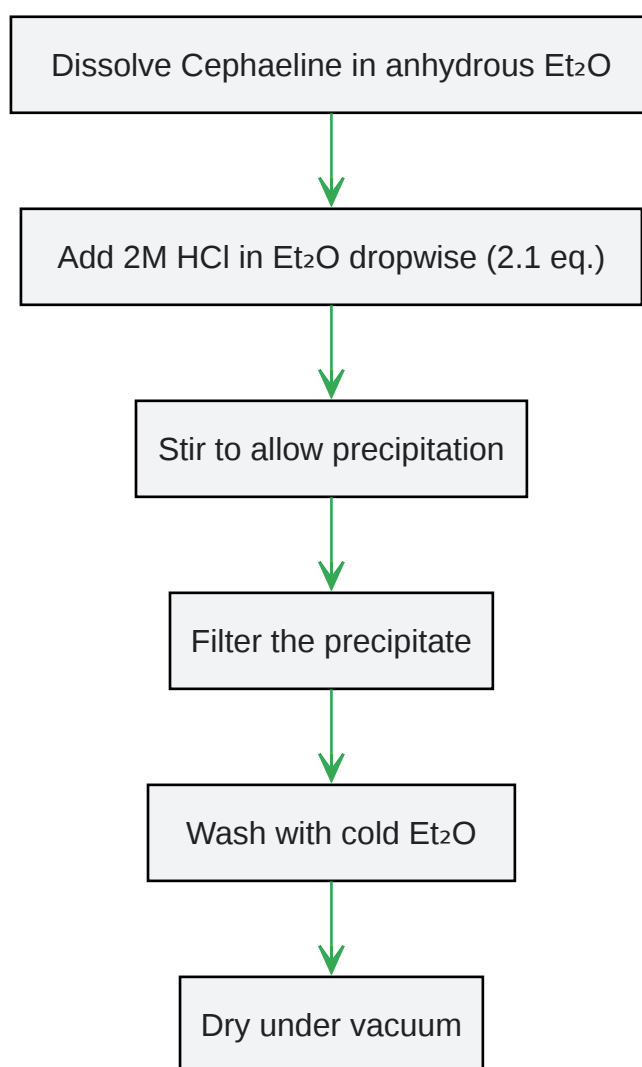 Dissolve Cephaeline in anhydrous Et₂O
Add 2M HCl in Et₂O dropwise (2.1 eq.)
Stir to allow precipitation
Filter the precipitate
Wash with cold Et₂O
Dry under vacuum